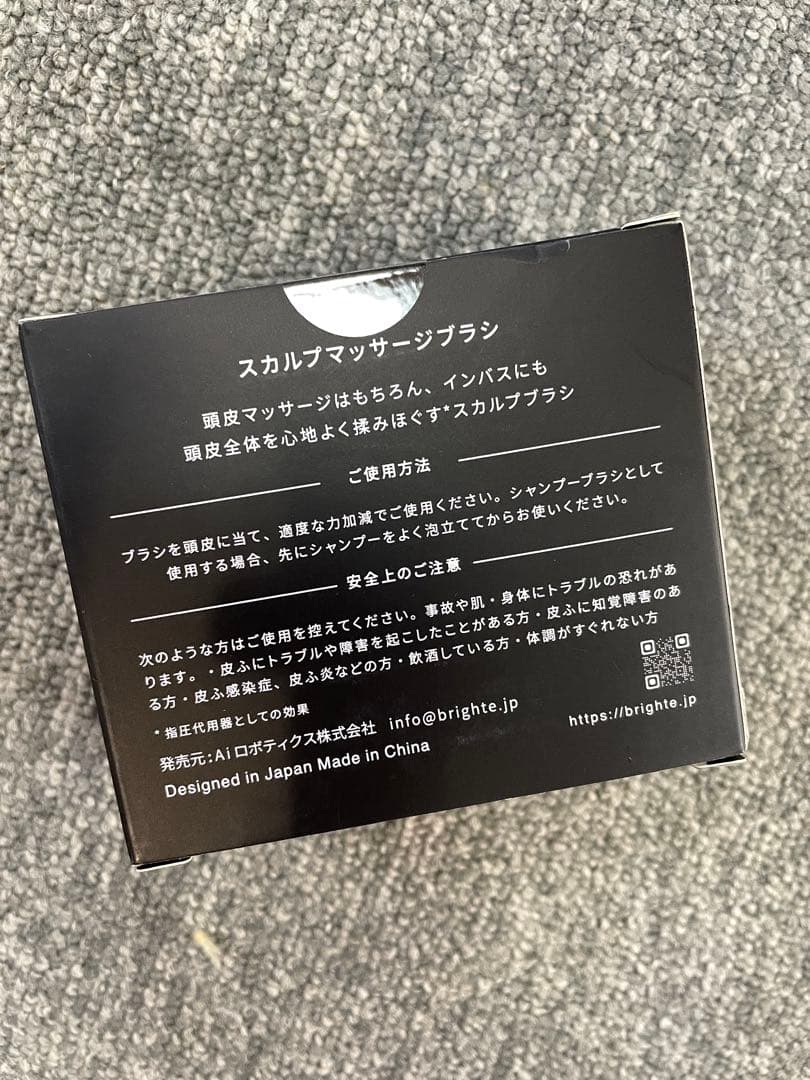 スカルプマッサージブラシ
頭皮マッサージはもちろん、インバスにも
頭皮全体を心地よく揉みほぐす*スカルプブラシ
ご使用方法
ブラシを頭皮に当て、適度な力加減でご使用ください。シャンプーブラシとして
使用する場合、先にシャンプーをよく泡立ててからお使いください。
安全上のご注意
次のような方はご使用を控えてください。事故や肌・身体にトラブルの恐れがあ
ります。・皮ふにトラブルや障害を起こしたことがある方・皮ふに知覚障害のあ
る方・皮ふ感染症、皮ふ炎などの方・飲酒している方・体調がすぐれない方
* 指圧代用器としての効果
発売元:Aiロボティクス株式会社 info@brighte.jp
https://brighte.jp
Designed in Japan Made in China